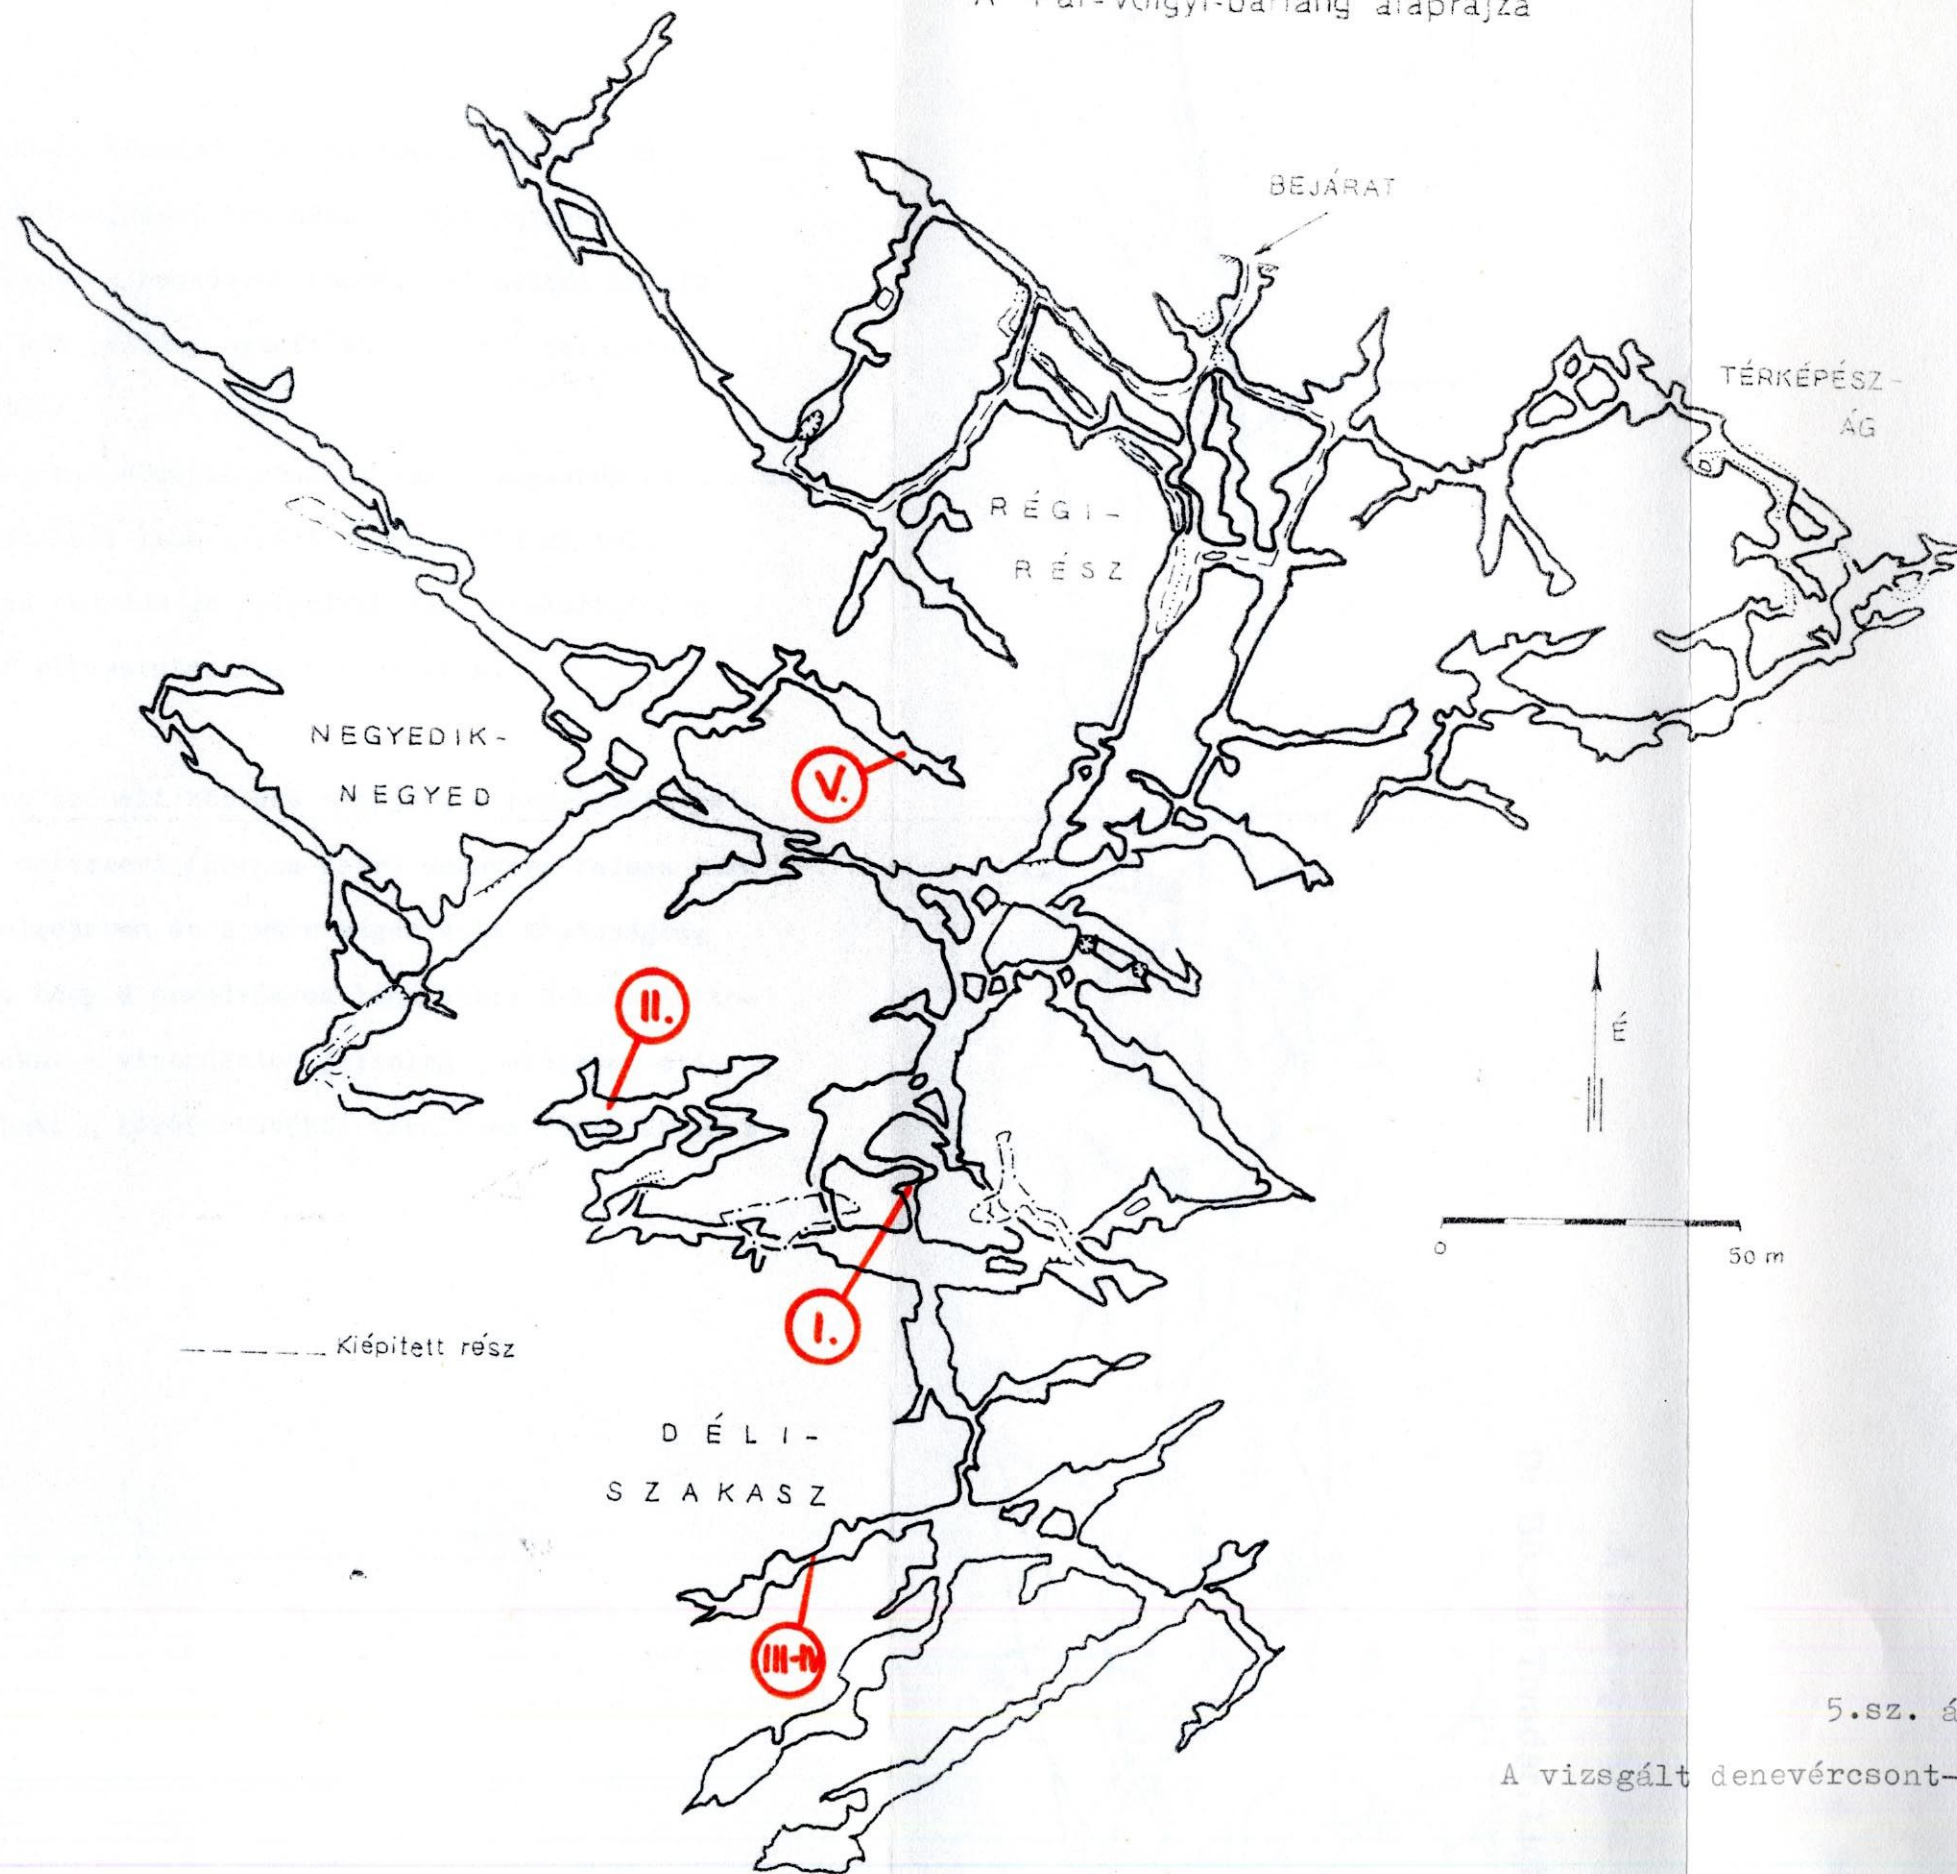 A Pál-völgyi-barlang alaprajza
BEJÁRAT
TÉRKÉPÉSZ-
ÁG
RÉGI-
RÉSZ
NEGYEDIK-
NEGYED
V.
II.
É
0
50 m
I.
Kiépített rész
DÉLI-
SZAKASZ
III-IV
5.sz. á
A vizsgált denevércsont-